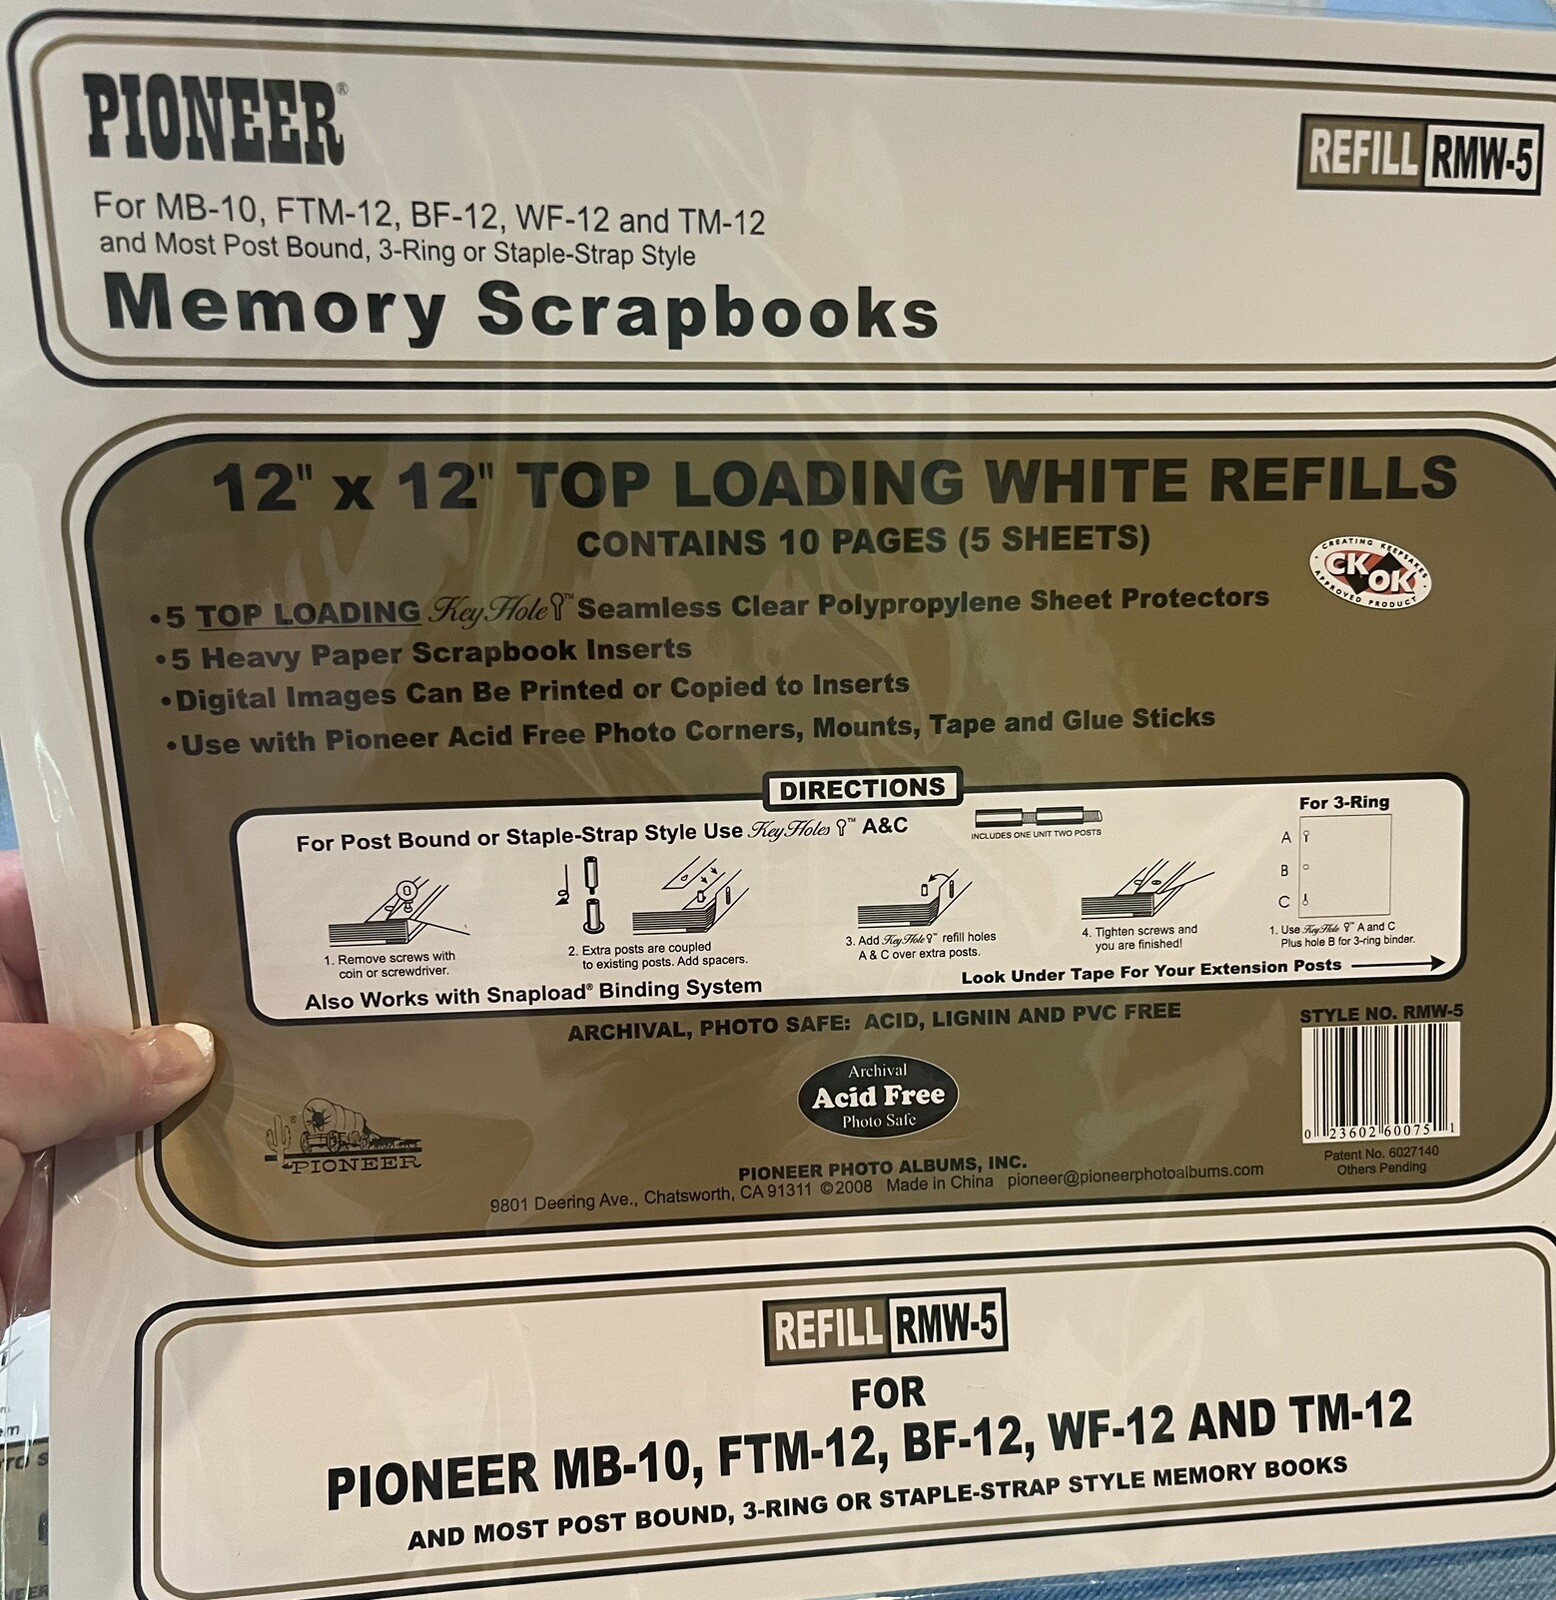 PIONEER®
REFILL RMW-5
For MB-10, FTM-12, BF-12, WF-12 and TM-12
and Most Post Bound, 3-Ring or Staple-Strap Style
Memory Scrapbooks
12" x 12" TOP LOADING WHITE REFILLS
CONTAINS 10 PAGES (5 SHEETS)
CREATING KEEPSAKES
CK OK
APPROVED PRODUCT
•5 TOP LOADING KeyHole™ Seamless Clear Polypropylene Sheet Protectors
•5 Heavy Paper Scrapbook Inserts
•Digital Images Can Be Printed or Copied to Inserts
•Use with Pioneer Acid Free Photo Corners, Mounts, Tape and Glue Sticks
DIRECTIONS
For Post Bound or Staple-Strap Style Use KeyHoles™ A&C
INCLUDES ONE UNIT TWO POSTS
For 3-Ring
A
B
C
1. Remove screws with
coin or screwdriver.
2. Extra posts are coupled
to existing posts. Add spacers.
3. Add KeyHole™ refill holes
A & C over extra posts.
4. Tighten screws and
you are finished!
1. Use KeyHole™ A and C
Plus hole B for 3-ring binder.
Also Works with Snapload® Binding System
Look Under Tape For Your Extension Posts
ARCHIVAL, PHOTO SAFE: ACID, LIGNIN AND PVC FREE
STYLE NO. RMW-5
Archival
Acid Free
Photo Safe
0 23602 60075 1
Patent No. 6027140
Others Pending
®
PIONEER
PIONEER PHOTO ALBUMS, INC.
9801 Deering Ave., Chatsworth, CA 91311 ©2008 Made in China pioneer@pioneerphotoalbums.com
REFILL RMW-5
FOR
PIONEER MB-10, FTM-12, BF-12, WF-12 AND TM-12
AND MOST POST BOUND, 3-RING OR STAPLE-STRAP STYLE MEMORY BOOKS